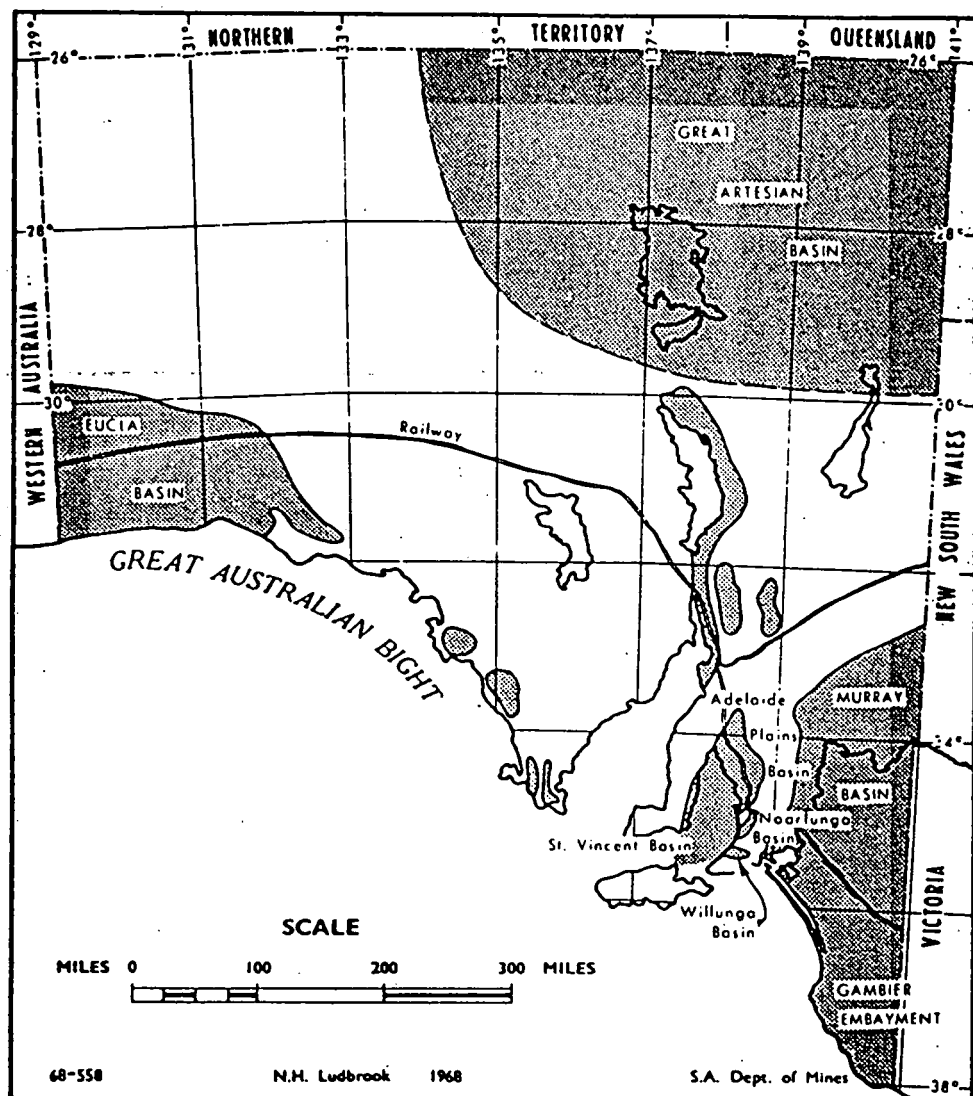 129°
131°
NORTHERN
133°
135°
TERRITORY
137°
139°
QUEENSLAND
141°
26°
26°
GREAT
ARTESIAN
BASIN
28°
28°
WESTERN AUSTRALIA
30°
30°
EUCLA
BASIN
Railway
NEW SOUTH WALES
GREAT AUSTRALIAN BIGHT
MURRAY
BASIN
Adelaide
Plains
Basin
34°
Noarlunga
Basin
St. Vincent Basin
Willunga
Basin
VICTORIA
SCALE
MILES 0 100 200 300 MILES
GAMBIER
EMBAYMENT
68-558
N.H. Ludbrook 1968
S.A. Dept. of Mines
38°